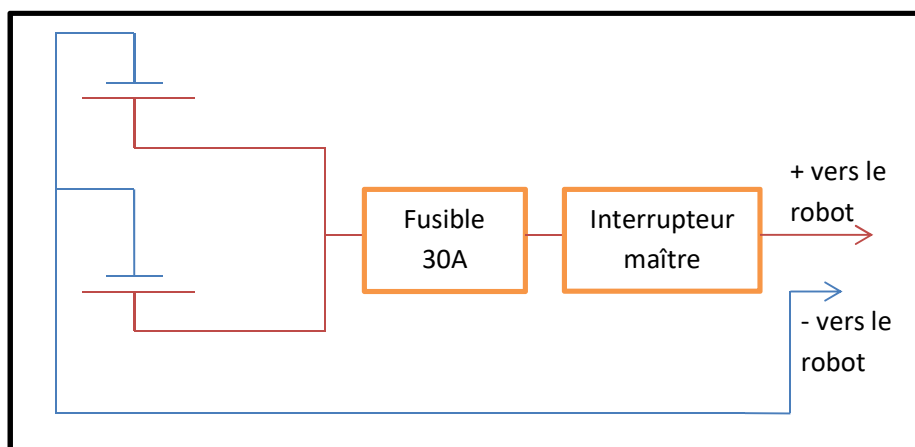 Fusible
30A
Interrupteur
maître
+ vers le
robot
- vers le
robot